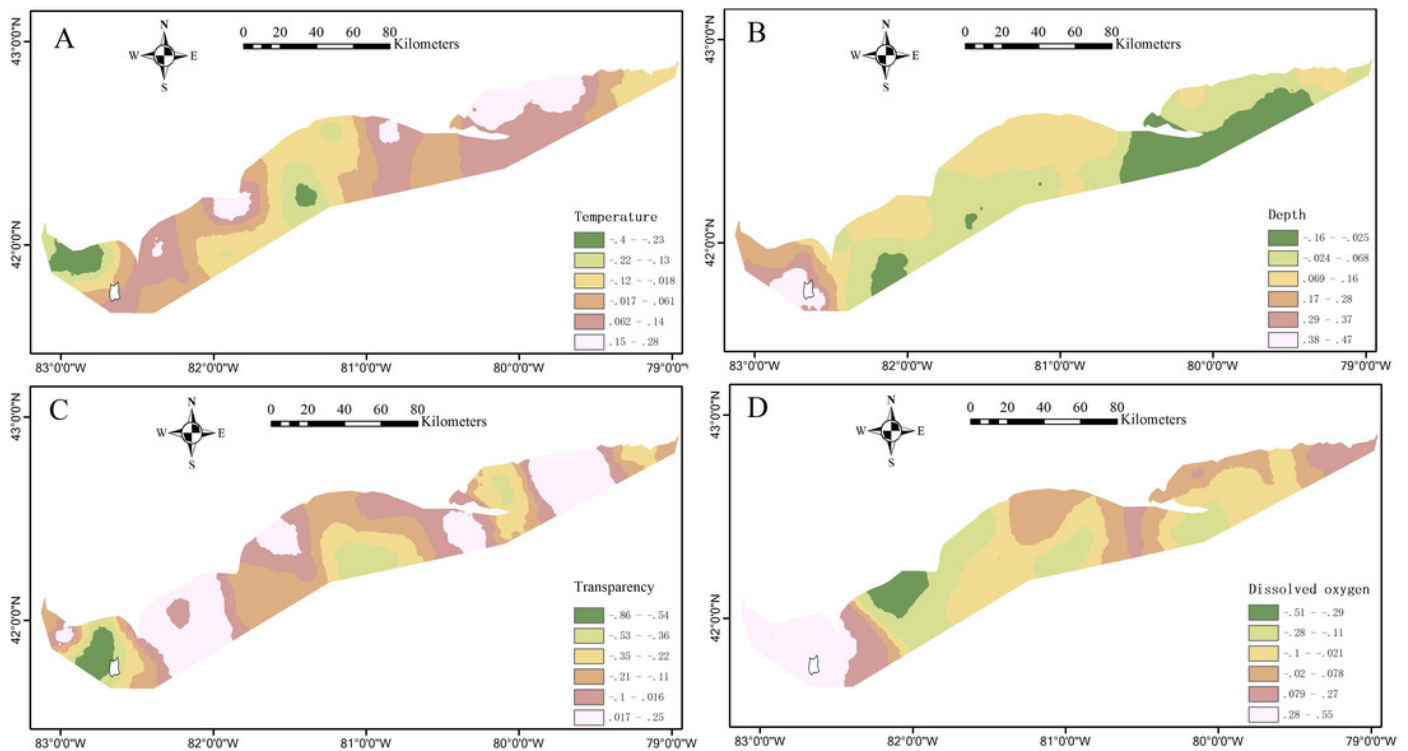 A
N
W E
S
0 20 40 60 80
Kilometers
43°0'0"N
42°0'0"N
Temperature
-.4 - -.23
-.22 - -.13
-.12 - -.018
-.017 - .061
.062 - .14
.15 - .28
83°0'0"W 82°0'0"W 81°0'0"W 80°0'0"W 79°0'0"W
B
N
W E
S
0 20 40 60 80
Kilometers
43°0'0"N
42°0'0"N
Depth
-.16 - -.025
-.024 - .068
.069 - .16
.17 - .28
.29 - .37
.38 - .47
83°0'0"W 82°0'0"W 81°0'0"W 80°0'0"W 79°0'0"W
C
N
W E
S
0 20 40 60 80
Kilometers
43°0'0"N
42°0'0"N
Transparency
-.86 - -.54
-.53 - -.36
-.35 - -.22
-.21 - -.11
-.1 - .016
.017 - .25
83°0'0"W 82°0'0"W 81°0'0"W 80°0'0"W 79°0'0"W
D
N
W E
S
0 20 40 60 80
Kilometers
43°0'0"N
42°0'0"N
Dissolved oxygen
-.51 - -.29
-.28 - -.11
-.1 - -.021
-.02 - .078
.079 - .27
.28 - .55
83°0'0"W 82°0'0"W 81°0'0"W 80°0'0"W 79°0'0"W